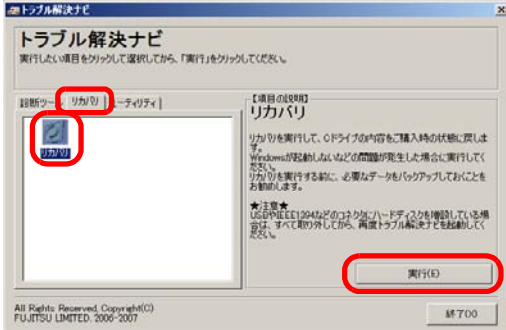 トラブル解決ナビ
トラブル解決ナビ
実行したい項目をクリックして選択してから、「実行」をクリックしてください。
診断ツール リカバリ ユーティリティ
リカバリ
【項目の説明】
リカバリ
リカバリを実行して、Cドライブの内容をご購入時の状態に戻しま
す。
Windowsが起動しないなどの問題が発生した場合に実行してく
ださい。
リカバリを実行する前に、必要なデータをバックアップしておくことを
お勧めします。
★注意★
USBやIEEE1394などのコネクタにハードディスクを増設している場
合は、すべて取り外してから、再度トラブル解決ナビを起動してく
ださい。
実行(E)
All Rights Reserved, Copyright(C)
FUJITSU LIMITED. 2006-2007
終了(X)